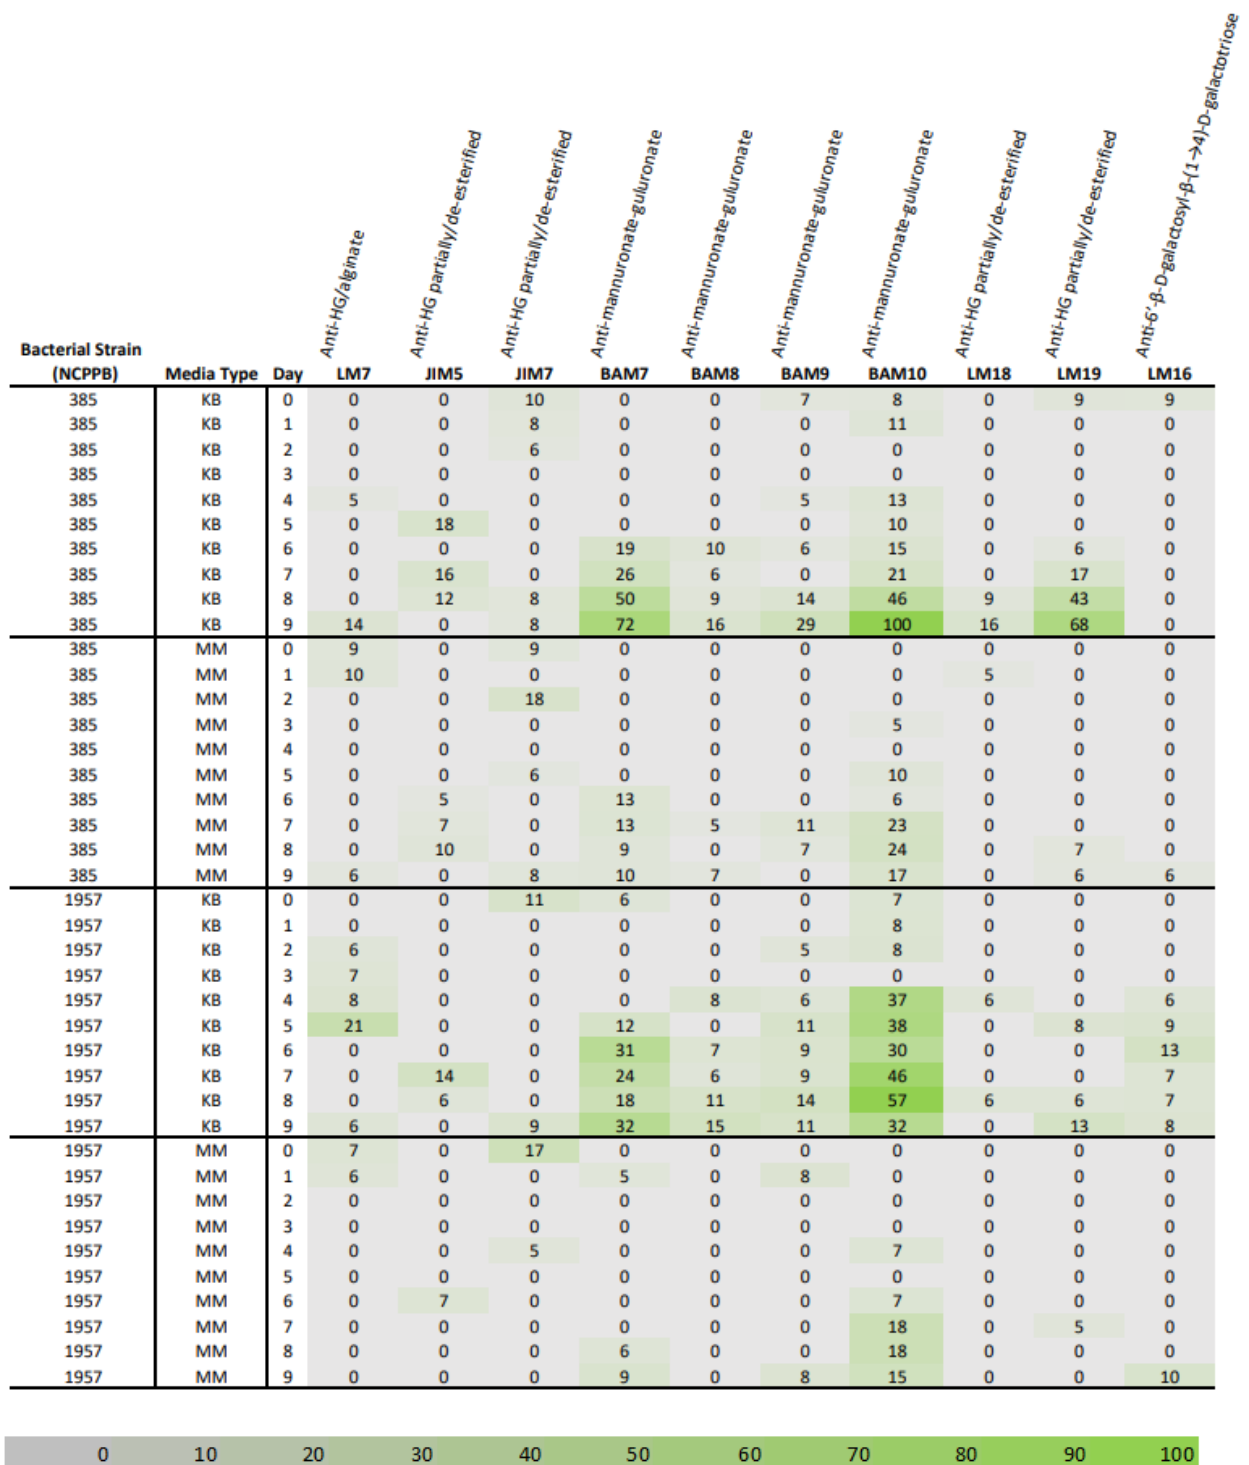 Anti-HG/alginate
Anti-HG partially/de-esterified
Anti-HG partially/de-esterified
Anti-mannuronate-guluronate
Anti-mannuronate-guluronate
Anti-mannuronate-guluronate
Anti-mannuronate-guluronate
Anti-HG partially/de-esterified
Anti-HG partially/de-esterified
Anti-6'-β-D-galactosyl-β-(1→4)-D-galactotriose
Bacterial Strain
(NCPPB) Media Type Day LM7 JIM5 JIM7 BAM7 BAM8 BAM9 BAM10 LM18 LM19 LM16
385 KB 0 0 0 10 0 0 7 8 0 9 9
385 KB 1 0 0 8 0 0 0 11 0 0 0
385 KB 2 0 0 6 0 0 0 0 0 0 0
385 KB 3 0 0 0 0 0 0 0 0 0 0
385 KB 4 5 0 0 0 0 5 13 0 0 0
385 KB 5 0 18 0 0 0 0 10 0 0 0
385 KB 6 0 0 0 19 10 6 15 0 6 0
385 KB 7 0 16 0 26 6 0 21 0 17 0
385 KB 8 0 12 8 50 9 14 46 9 43 0
385 KB 9 14 0 8 72 16 29 100 16 68 0
385 MM 0 9 0 9 0 0 0 0 0 0 0
385 MM 1 10 0 0 0 0 0 0 5 0 0
385 MM 2 0 0 18 0 0 0 0 0 0 0
385 MM 3 0 0 0 0 0 0 5 0 0 0
385 MM 4 0 0 0 0 0 0 0 0 0 0
385 MM 5 0 0 6 0 0 0 10 0 0 0
385 MM 6 0 5 0 13 0 0 6 0 0 0
385 MM 7 0 7 0 13 5 11 23 0 0 0
385 MM 8 0 10 0 9 0 7 24 0 7 0
385 MM 9 6 0 8 10 7 0 17 0 6 6
1957 KB 0 0 0 11 6 0 0 7 0 0 0
1957 KB 1 0 0 0 0 0 0 8 0 0 0
1957 KB 2 6 0 0 0 0 5 8 0 0 0
1957 KB 3 7 0 0 0 0 0 0 0 0 0
1957 KB 4 8 0 0 0 8 6 37 6 0 6
1957 KB 5 21 0 0 12 0 11 38 0 8 9
1957 KB 6 0 0 0 31 7 9 30 0 0 13
1957 KB 7 0 14 0 24 6 9 46 0 0 7
1957 KB 8 0 6 0 18 11 14 57 6 6 7
1957 KB 9 6 0 9 32 15 11 32 0 13 8
1957 MM 0 7 0 17 0 0 0 0 0 0 0
1957 MM 1 6 0 0 5 0 8 0 0 0 0
1957 MM 2 0 0 0 0 0 0 0 0 0 0
1957 MM 3 0 0 0 0 0 0 0 0 0 0
1957 MM 4 0 0 5 0 0 0 7 0 0 0
1957 MM 5 0 0 0 0 0 0 0 0 0 0
1957 MM 6 0 7 0 0 0 0 7 0 0 0
1957 MM 7 0 0 0 0 0 0 18 0 5 0
1957 MM 8 0 0 0 6 0 0 18 0 0 0
1957 MM 9 0 0 0 9 0 8 15 0 0 10
0 10 20 30 40 50 60 70 80 90 100